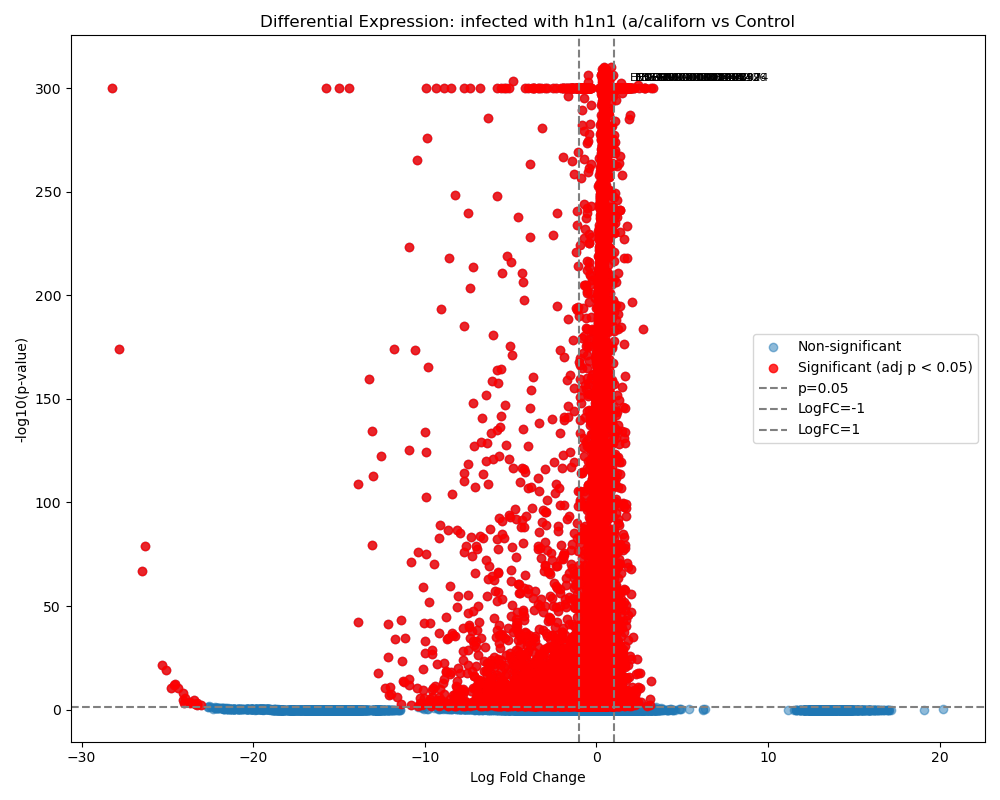 Differential Expression: infected with h1n1 (a/californ vs Control
-log10(p-value)
300
250
200
150
100
50
0
Non-significant
Significant (adj p < 0.05)
p=0.05
LogFC=-1
LogFC=1
−30
−20
−10
0
10
20
Log Fold Change